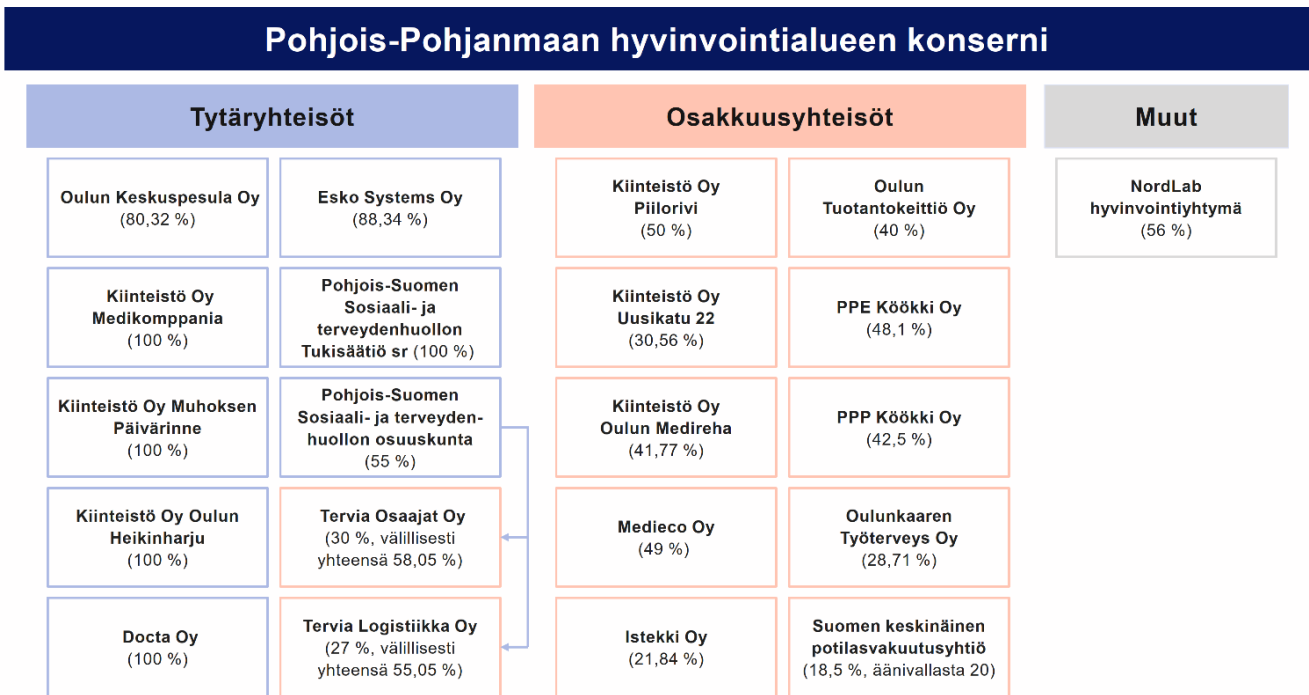 Pohjois-Pohjanmaan hyvinvointialueen konserni
Tytäryhteisöt
Oulun Keskuspesula Oy
(80,32 %)
Esko Systems Oy
(88,34 %)
Kiinteistö Oy
Medikomppania
(100 %)
Pohjois-Suomen
Sosiaali- ja
terveydenhuollon
Tukisäätiö sr (100 %)
Kiinteistö Oy Muhoksen
Päivärinne
(100 %)
Pohjois-Suomen
Sosiaali- ja terveyden-
huollon osuuskunta
(55 %)
Kiinteistö Oy Oulun
Heikinharju
(100 %)
Tervia Osaajat Oy
(30 %, välillisesti
yhteensä 58,05 %)
Docta Oy
(100 %)
Tervia Logistiikka Oy
(27 %, välillisesti
yhteensä 55,05 %)
Osakkuusyhteisöt
Kiinteistö Oy
Piilorivi
(50 %)
Oulun
Tuotantokeittiö Oy
(40 %)
Kiinteistö Oy
Uusikatu 22
(30,56 %)
PPE Köökki Oy
(48,1 %)
Kiinteistö Oy
Oulun Medireha
(41,77 %)
PPP Köökki Oy
(42,5 %)
Medieco Oy
(49 %)
Oulunkaaren
Työterveys Oy
(28,71 %)
Istekki Oy
(21,84 %)
Suomen keskinäinen
potilasvakuutusyhtiö
(18,5 %, äänivallasta 20)
Muut
NordLab
hyvinvointiyhtymä
(56 %)